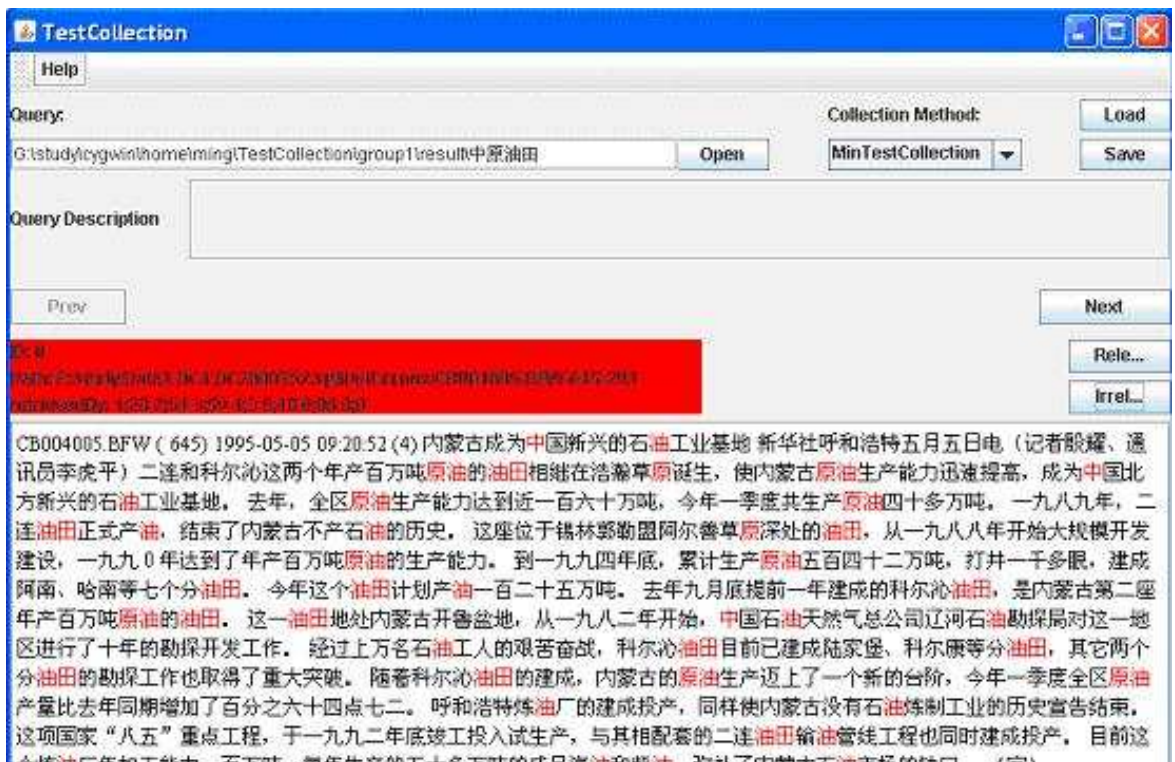 TestCollection
Help
Query:
Collection Method:
Load
G:\study\cygwin\home\ming\TestCollection\group1\result\中原油田
Open
MinTestCollection
Save
Query Description
Prev
Next
ID: 0
Rele...
Irrel...
CB004005.BFW ( 645) 1995-05-05 09:20:52 (4) 内蒙古成为中国新兴的石油工业基地 新华社呼和浩特五月五日电（记者殷耀、通
讯员李虎平）二连和科尔沁这两个年产百万吨原油的油田相继在浩瀚草原诞生，使内蒙古原油生产能力迅速提高，成为中国北
方新兴的石油工业基地。 去年，全区原油生产能力达到近一百六十万吨，今年一季度共生产原油四十多万吨。 一九八九年，二
连油田正式产油，结束了内蒙古不产石油的历史。 这座位于锡林郭勒盟阿尔善草原深处的油田，从一九八八年开始大规模开发
建设，一九九０年达到了年产百万吨原油的生产能力。 到一九九四年底，累计生产原油五百四十二万吨，打井一千多眼，建成
阿南、哈南等七个分油田。 今年这个油田计划产油一百二十五万吨。 去年九月底提前一年建成的科尔沁油田，是内蒙古第二座
年产百万吨原油的油田。 这一油田地处内蒙古开鲁盆地，从一九八二年开始，中国石油天然气总公司辽河石油勘探局对这一地
区进行了十年的勘探开发工作。 经过上万名石油工人的艰苦奋战，科尔沁油田目前已建成陆家堡、科尔康等分油田，其它两个
分油田的勘探工作也取得了重大突破。 随着科尔沁油田的建成，内蒙古的原油生产迈上了一个新的台阶，今年一季度全区原油
产量比去年同期增加了百分之六十四点七二。 呼和浩特炼油厂的建成投产，同样使内蒙古没有石油炼制工业的历史宣告结束。
这项国家“八五”重点工程，于一九九二年底竣工投入试生产，与其相配套的二连油田输油管线工程也同时建成投产。 目前这